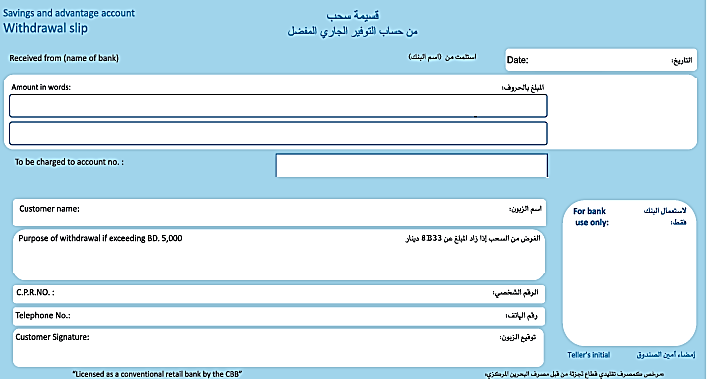 Savings and advantage account
قسيمة سحب
Withdrawal slip
من حساب التوفير الجاري المفضل
Received from (name of bank)
استلمت من (اسم البنك)
Date:
التاريخ:
Amount in words:
المبلغ بالحروف:
To be charged to account no. :
Customer name:
اسم الزبون:
For bank use only:
لاستعمال البنك فقط:
Purpose of withdrawal if exceeding BD. 5,000
الغرض من السحب إذا زاد المبلغ عن دينار
C.P.R.NO. :
الرقم الشخصي:
Telephone No.:
رقم الهاتف:
Customer Signature:
توقيع الزبون:
Teller's initial
إمضاء أمين الصندوق
"Licensed as a conventional retail bank by the CBB"
مرخص كمصرف تقليدي قطاع تجزئة من قبل مصرف البحرين المركزي